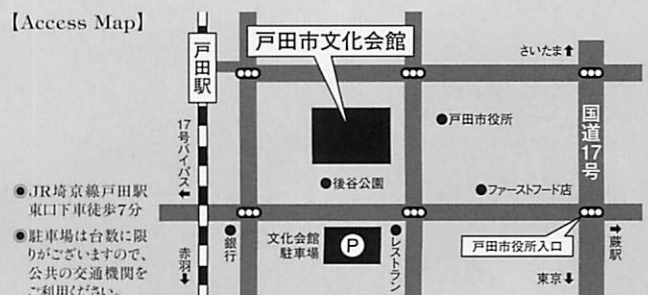 【Access Map】
戸田駅
戸田市文化会館
さいたま↑
●戸田市役所
国道17号
17号バイパス←
●後谷公園
●ファーストフード店
●JR埼京線戸田駅
東口下車徒歩7分
●駐車場は台数に限
りがございますので、
公共の交通機関を
ご利用ください。
赤羽↓
●銀行
文化会館
駐車場
P
●レストラン
戸田市役所入口
→蕨駅
東京↓